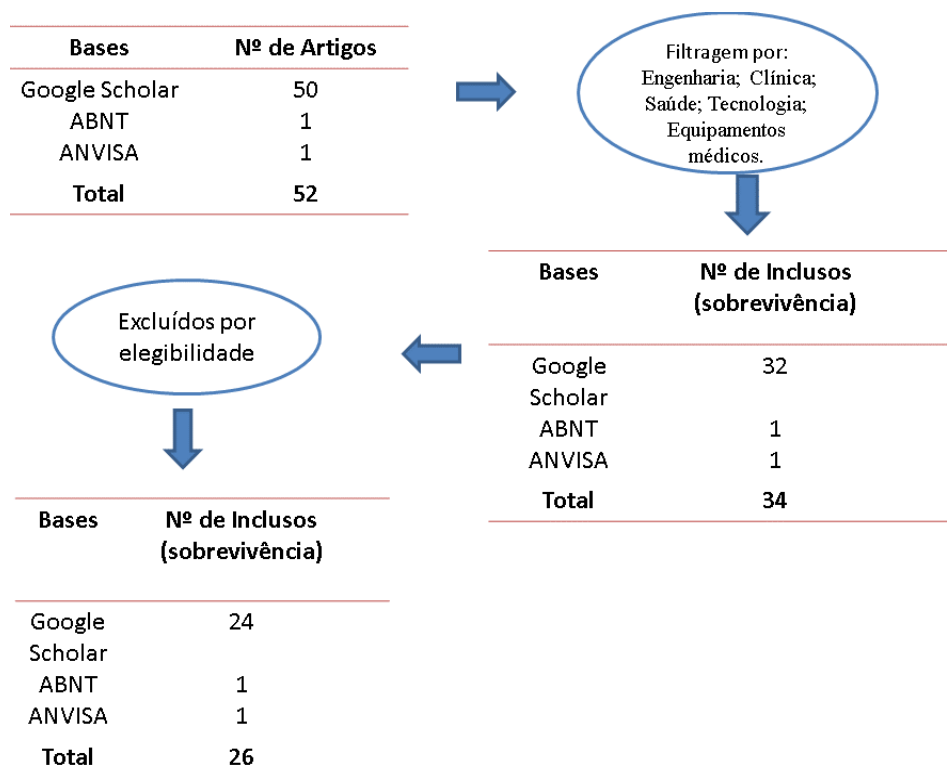 Bases Nº de Artigos
Google Scholar 50
ABNT 1
ANVISA 1
Total 52
Filtragem por:
Engenharia; Clínica;
Saúde; Tecnologia;
Equipamentos
médicos.
Bases Nº de Inclusos
(sobrevivência)
Google 32
Scholar
ABNT 1
ANVISA 1
Total 34
Excluídos por
elegibilidade
Bases Nº de Inclusos
(sobrevivência)
Google 24
Scholar
ABNT 1
ANVISA 1
Total 26